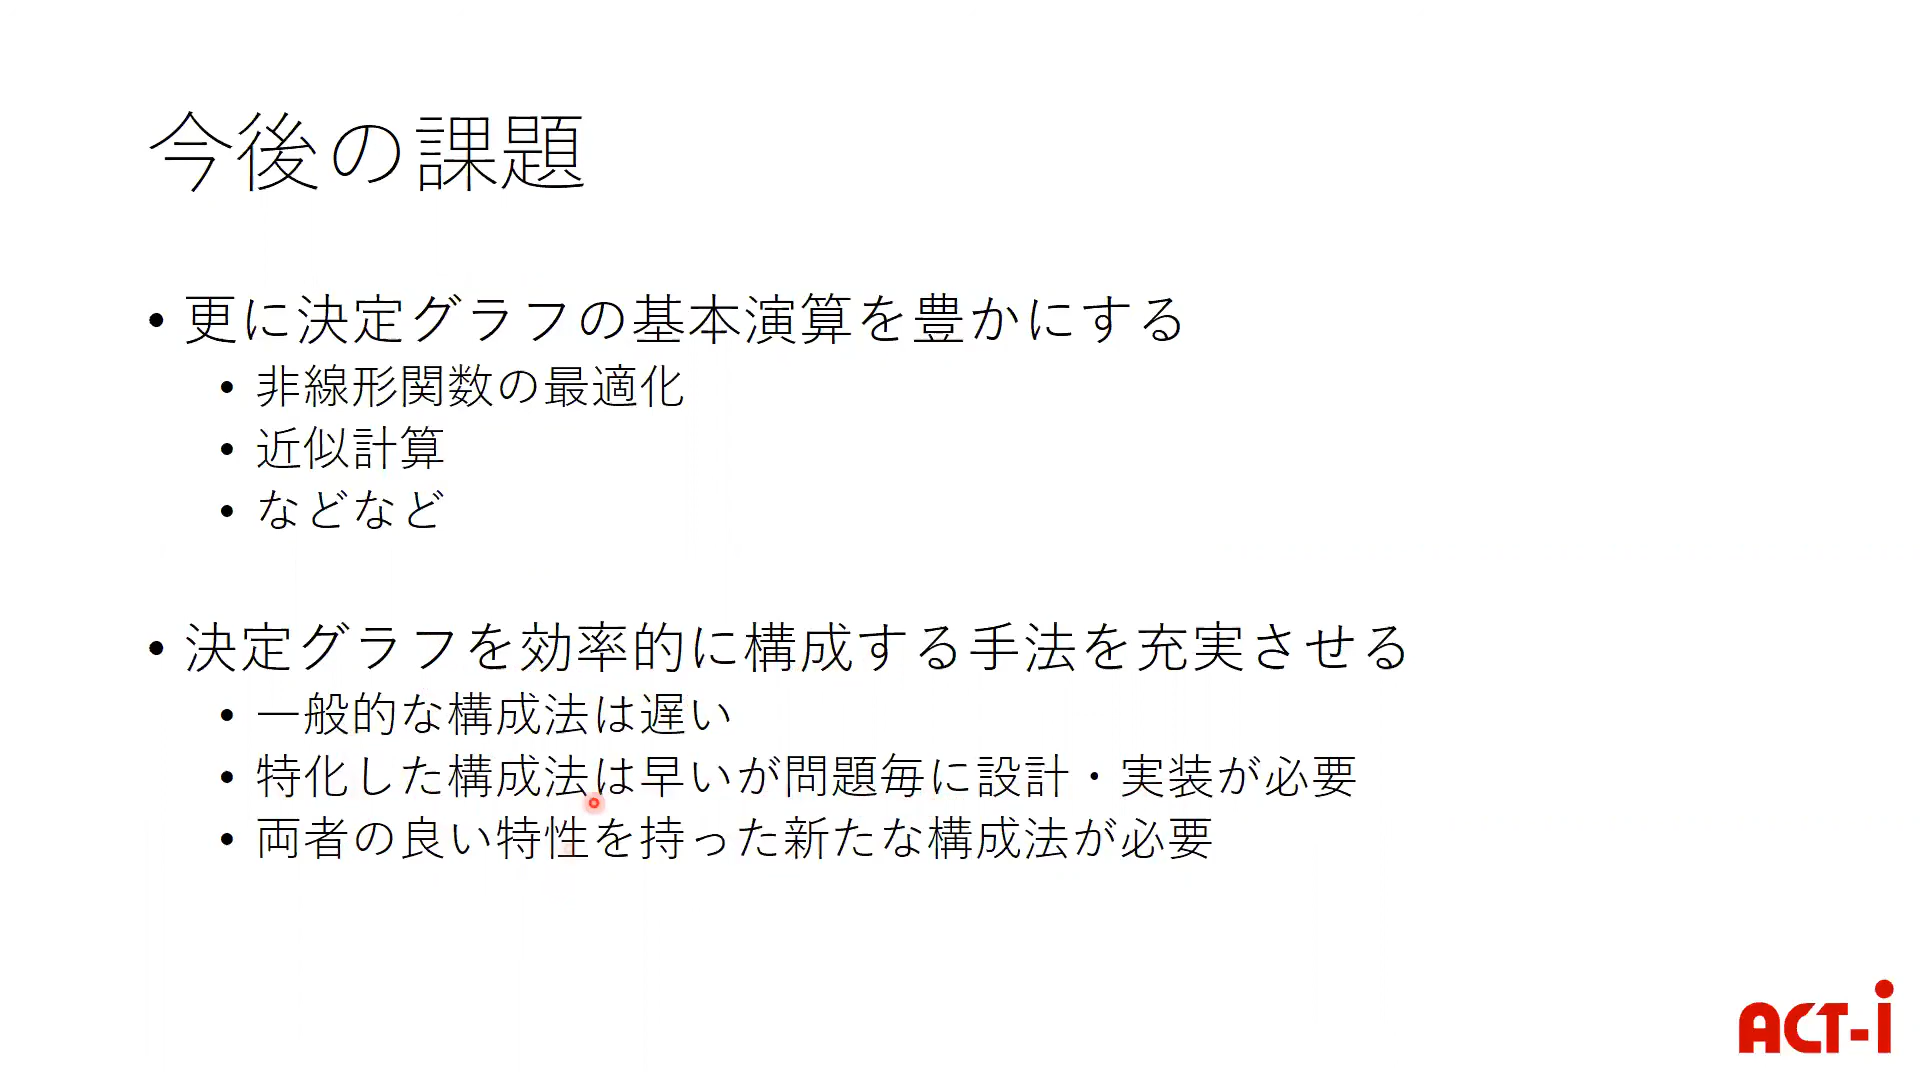 今後の課題
• 更に決定グラフの基本演算を豊かにする
• 非線形関数の最適化
• 近似計算
• などなど
• 決定グラフを効率的に構成する手法を充実させる
• 一般的な構成法は遅い
• 特化した構成法は早いが問題毎に設計・実装が必要
• 両者の良い特性を持った新たな構成法が必要
ACT-i